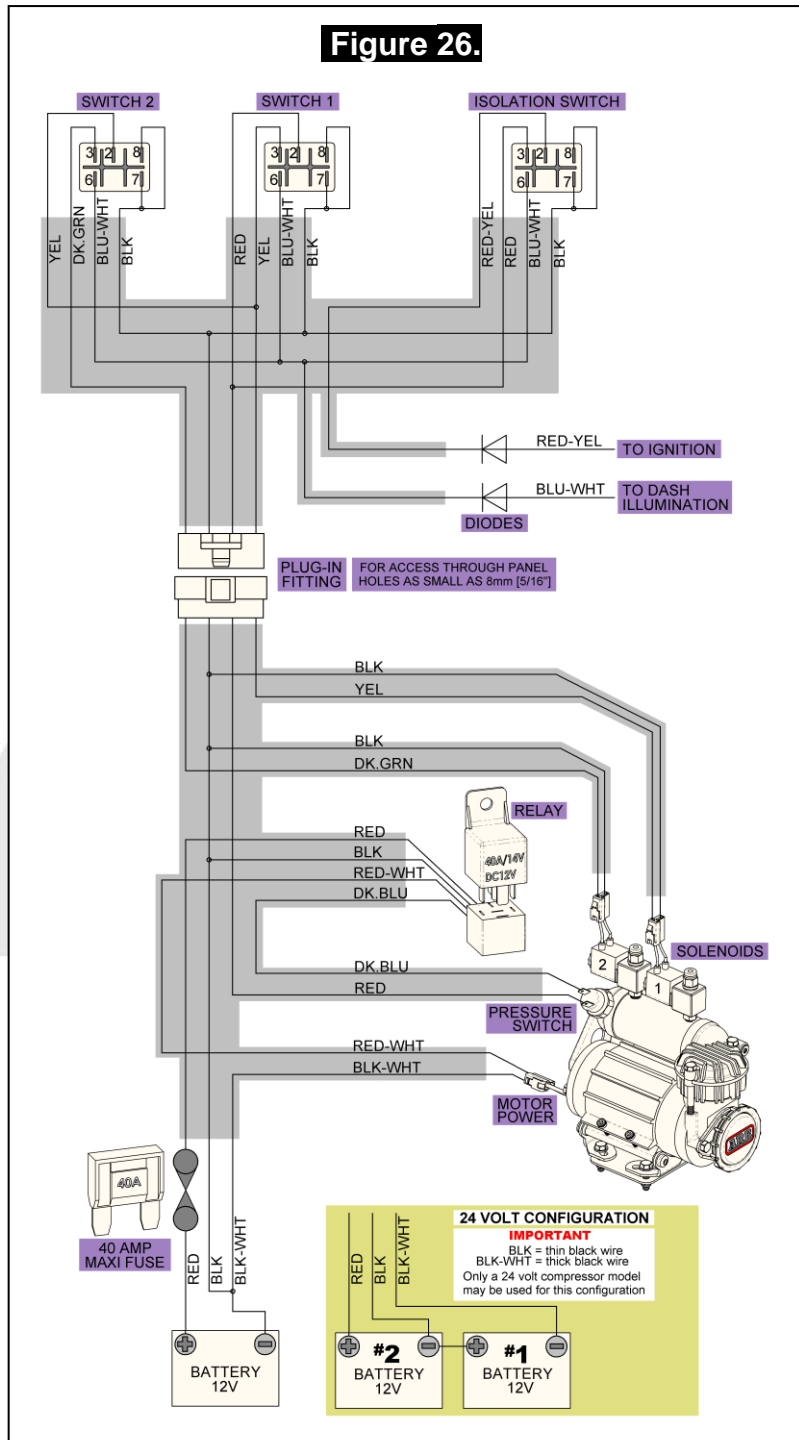 Figure 26.
SWITCH 2
SWITCH 1
ISOLATION SWITCH
3 2 8
6 7
3 2 8
6 7
3 2 8
6 7
YEL
DK.GRN
BLU-WHT
BLK
RED
YEL
BLU-WHT
BLK
RED-YEL
RED
BLU-WHT
BLK
RED-YEL
TO IGNITION
BLU-WHT
TO DASH
ILLUMINATION
DIODES
PLUG-IN
FITTING
FOR ACCESS THROUGH PANEL
HOLES AS SMALL AS 8mm [5/16"]
BLK
YEL
BLK
DK.GRN
RELAY
RED
BLK
RED-WHT
DK.BLU
40A/14V
DC12V
SOLENOIDS
2
1
DK.BLU
RED
PRESSURE
SWITCH
RED-WHT
BLK-WHT
MOTOR
POWER
ARB
40A
40 AMP
MAXI FUSE
RED
BLK
BLK-WHT
BATTERY
12V
24 VOLT CONFIGURATION
IMPORTANT
BLK = thin black wire
BLK-WHT = thick black wire
Only a 24 volt compressor model
may be used for this configuration
RED
BLK
BLK-WHT
#2
BATTERY
12V
#1
BATTERY
12V